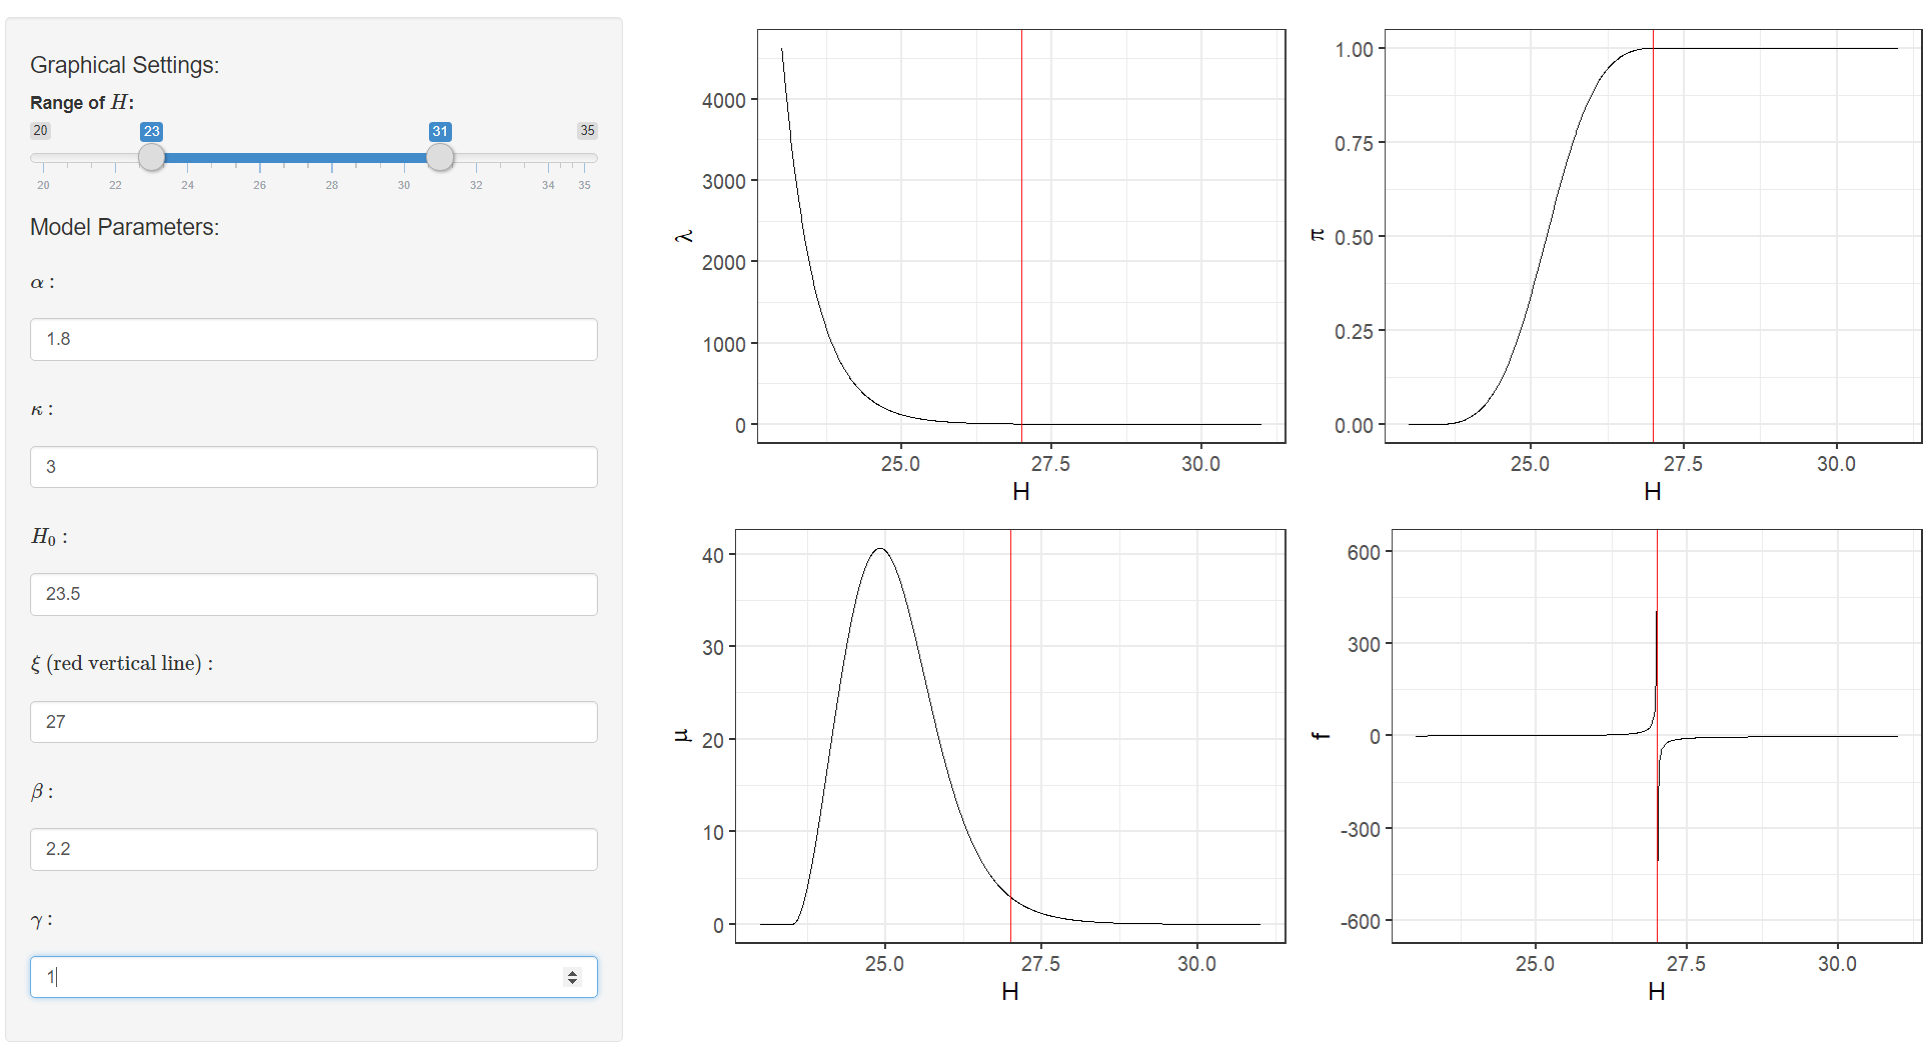 Graphical Settings:
Range of H:
20 23 31 35
20 22 24 26 28 30 32 34 35
Model Parameters:
α :
1.8
κ :
3
H0 :
23.5
ξ (red vertical line) :
27
β :
2.2
γ :
1
4000
3000
2000
1000
0
λ
25.0 27.5 30.0
H
1.00
0.75
0.50
0.25
0.00
π
25.0 27.5 30.0
H
40
30
20
10
0
μ
25.0 27.5 30.0
H
600
300
0
-300
-600
f
25.0 27.5 30.0
H